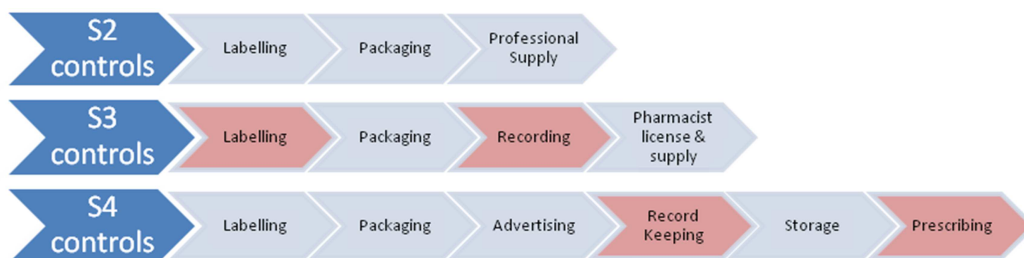 S2
controls
Labelling
Packaging
Professional
Supply
S3
controls
Labelling
Packaging
Recording
Pharmacist
license &
supply
S4
controls
Labelling
Packaging
Advertising
Record
Keeping
Storage
Prescribing